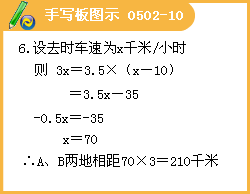 手写板图示 0502-10
6.设去时车速为x千米/小时
则 3x=3.5×(x-10)
=3.5x-35
-0.5x=-35
x=70
∴A、B两地相距70×3=210千米